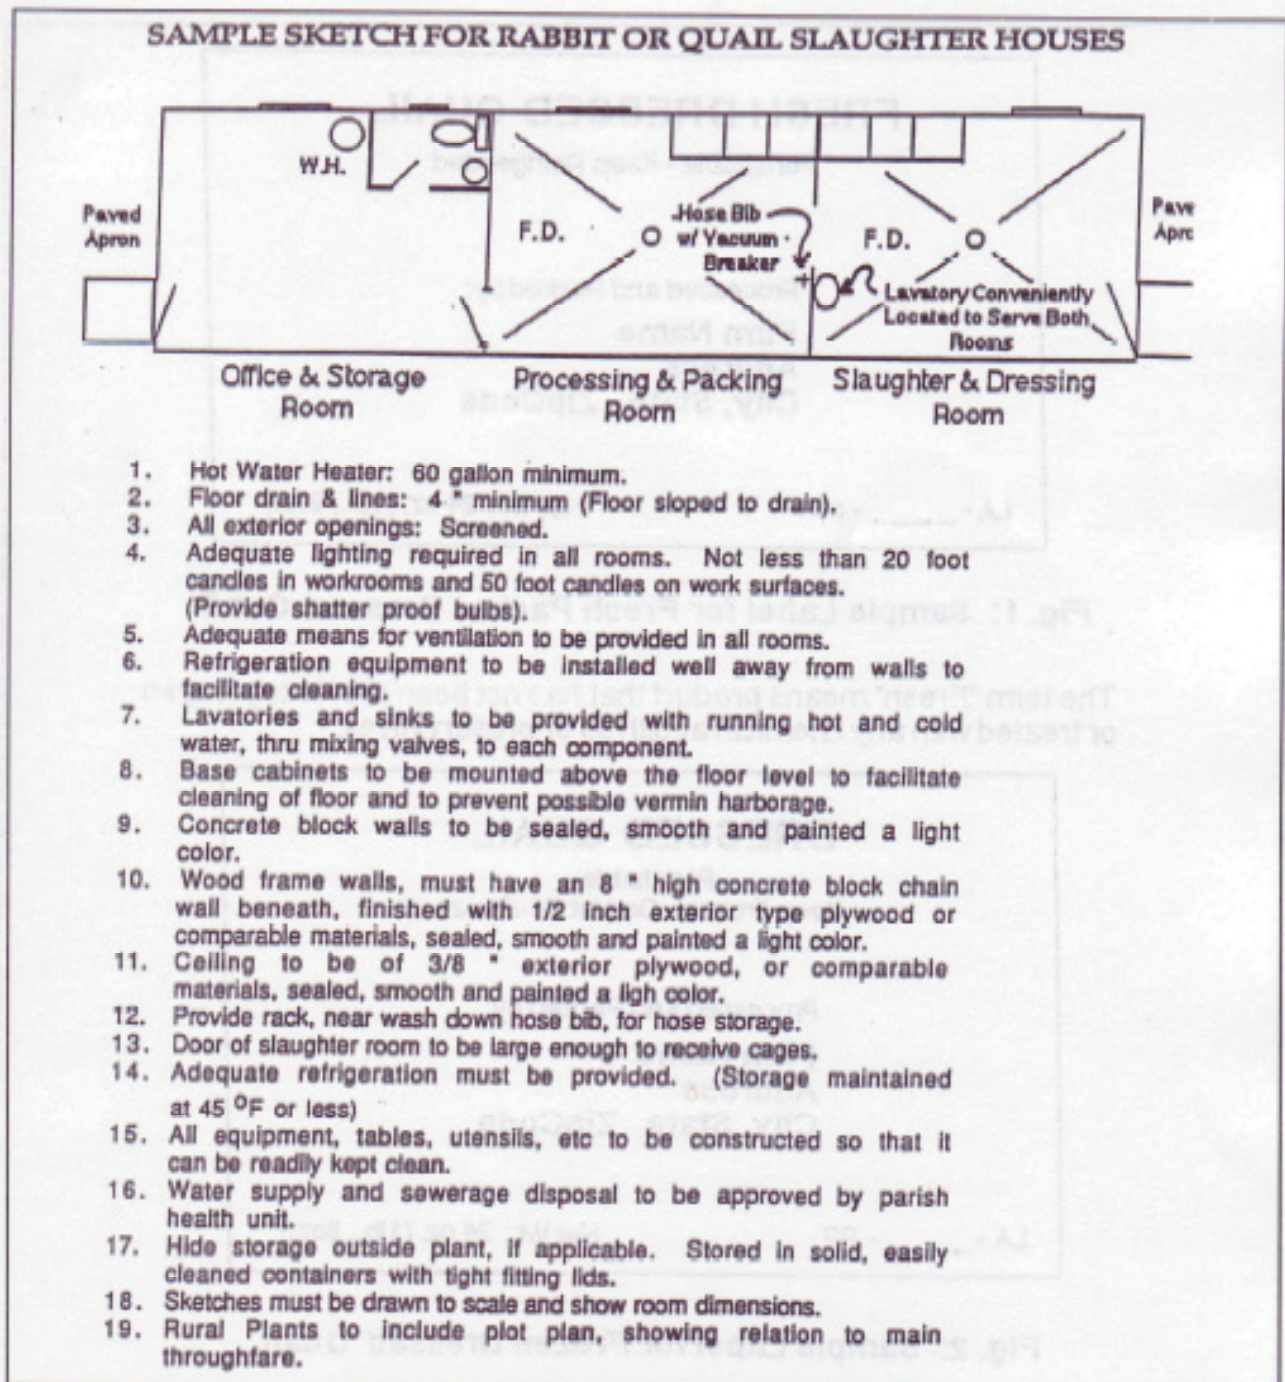 SAMPLE SKETCH FOR RABBIT OR QUAIL SLAUGHTER HOUSES
W.H.
Paved
Apron
F.D.
Hose Bib
w/ Vacuum
Breaker
F.D.
Pave
Apro
Lavatory Conveniently
Located to Serve Both
Rooms
Office & Storage
Room
Processing & Packing
Room
Slaughter & Dressing
Room
1. Hot Water Heater: 60 gallon minimum.
2. Floor drain & lines: 4 " minimum (Floor sloped to drain).
3. All exterior openings: Screened.
4. Adequate lighting required in all rooms. Not less than 20 foot
candles in workrooms and 50 foot candles on work surfaces.
(Provide shatter proof bulbs).
5. Adequate means for ventilation to be provided in all rooms.
6. Refrigeration equipment to be installed well away from walls to
facilitate cleaning.
7. Lavatories and sinks to be provided with running hot and cold
water, thru mixing valves, to each component.
8. Base cabinets to be mounted above the floor level to facilitate
cleaning of floor and to prevent possible vermin harborage.
9. Concrete block walls to be sealed, smooth and painted a light
color.
10. Wood frame walls, must have an 8 " high concrete block chain
wall beneath, finished with 1/2 inch exterior type plywood or
comparable materials, sealed, smooth and painted a light color.
11. Ceiling to be of 3/8 " exterior plywood, or comparable
materials, sealed, smooth and painted a ligh color.
12. Provide rack, near wash down hose bib, for hose storage.
13. Door of slaughter room to be large enough to receive cages.
14. Adequate refrigeration must be provided. (Storage maintained
at 45 °F or less)
15. All equipment, tables, utensils, etc to be constructed so that it
can be readily kept clean.
16. Water supply and sewerage disposal to be approved by parish
health unit.
17. Hide storage outside plant, if applicable. Stored in solid, easily
cleaned containers with tight fitting lids.
18. Sketches must be drawn to scale and show room dimensions.
19. Rural Plants to include plot plan, showing relation to main
throughfare.